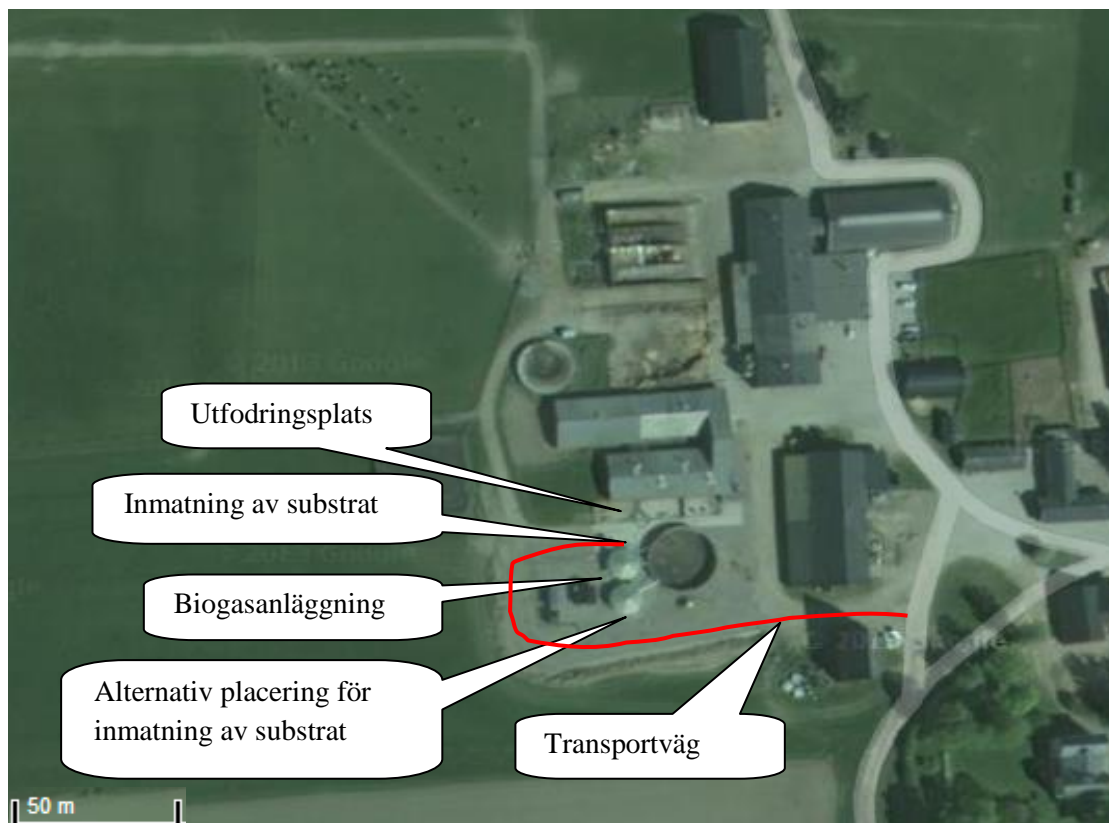 Utfodringsplats
Inmatning av substrat
Biogasanläggning
Alternativ placering för
inmatning av substrat
Transportväg
50 m